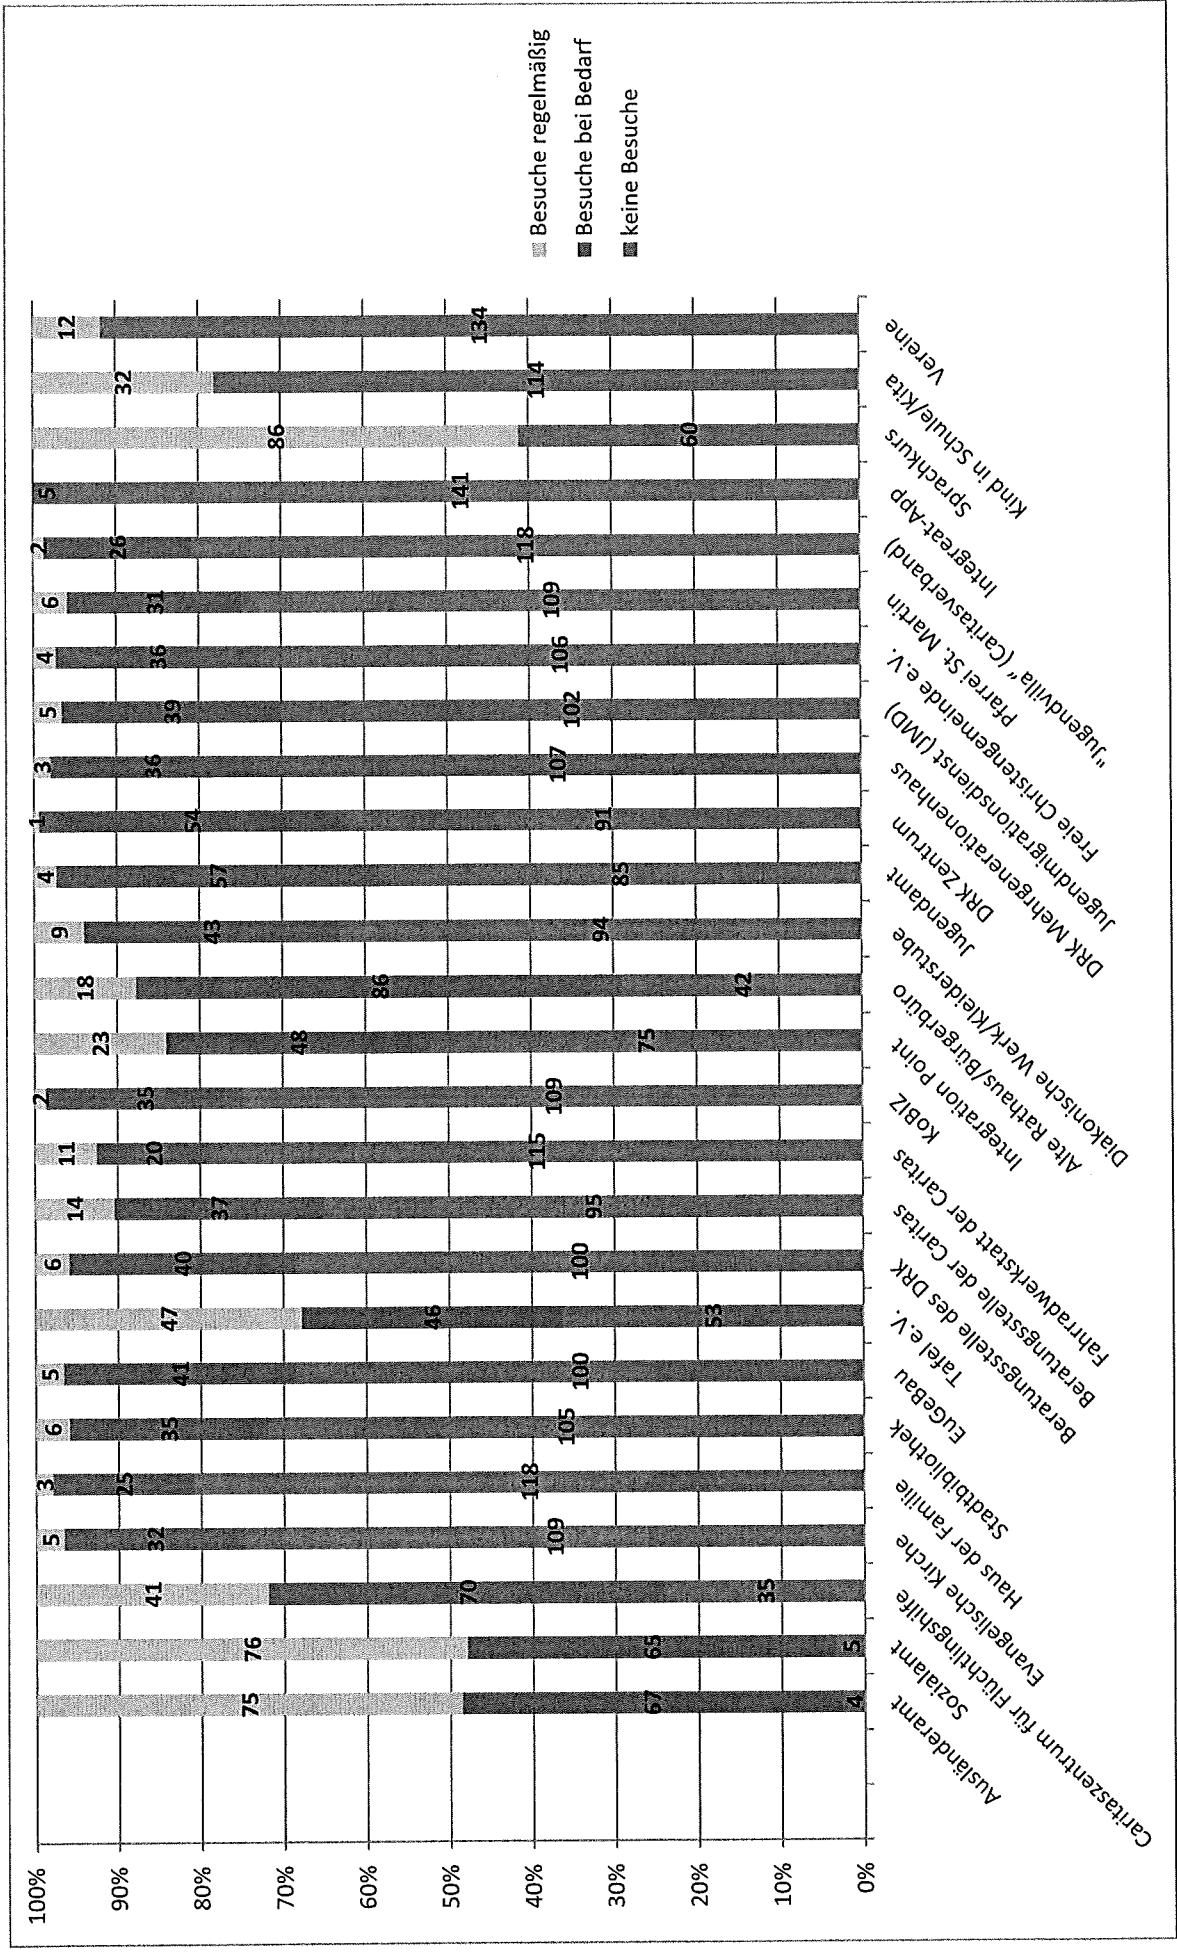 100%
90%
80%
70%
60%
50%
40%
30%
20%
10%
0%
75
67
4
76
65
5
41
70
35
5
32
109
3
25
118
6
35
105
5
41
100
47
46
53
6
40
100
14
37
95
11
20
115
2
35
109
23
48
75
18
86
42
9
43
94
4
57
85
1
54
91
3
36
107
5
39
102
4
36
106
6
31
109
2
26
118
5
141
86
60
32
114
12
134
Ausländeramt
Sozialamt
Caritaszentrum für Flüchtlingshilfe
Evangelische Kirche
Haus der Familie
Stadtbibliothek
EuGeBau
Tafel e.V.
Beratungsstelle des DRK
Beratungsstelle der Caritas
Fahrradwerkstatt der Caritas
KoBIZ
Integration Point
Alte Rathaus/Bürgerbüro
Diakonische Werk/Kleiderstube
Jugendamt
DRK Zentrum
DRK Mehrgenerationenhaus
Jugendmigrationsdienst (JMD)
Freie Christengemeinde e.V.
Pfarrei St. Martin
"Jugendvilla" (Caritasverband)
Integreat-App
Sprachkurs
Kind in Schule/Kita
Vereine
Besuche regelmäßig
Besuche bei Bedarf
keine Besuche